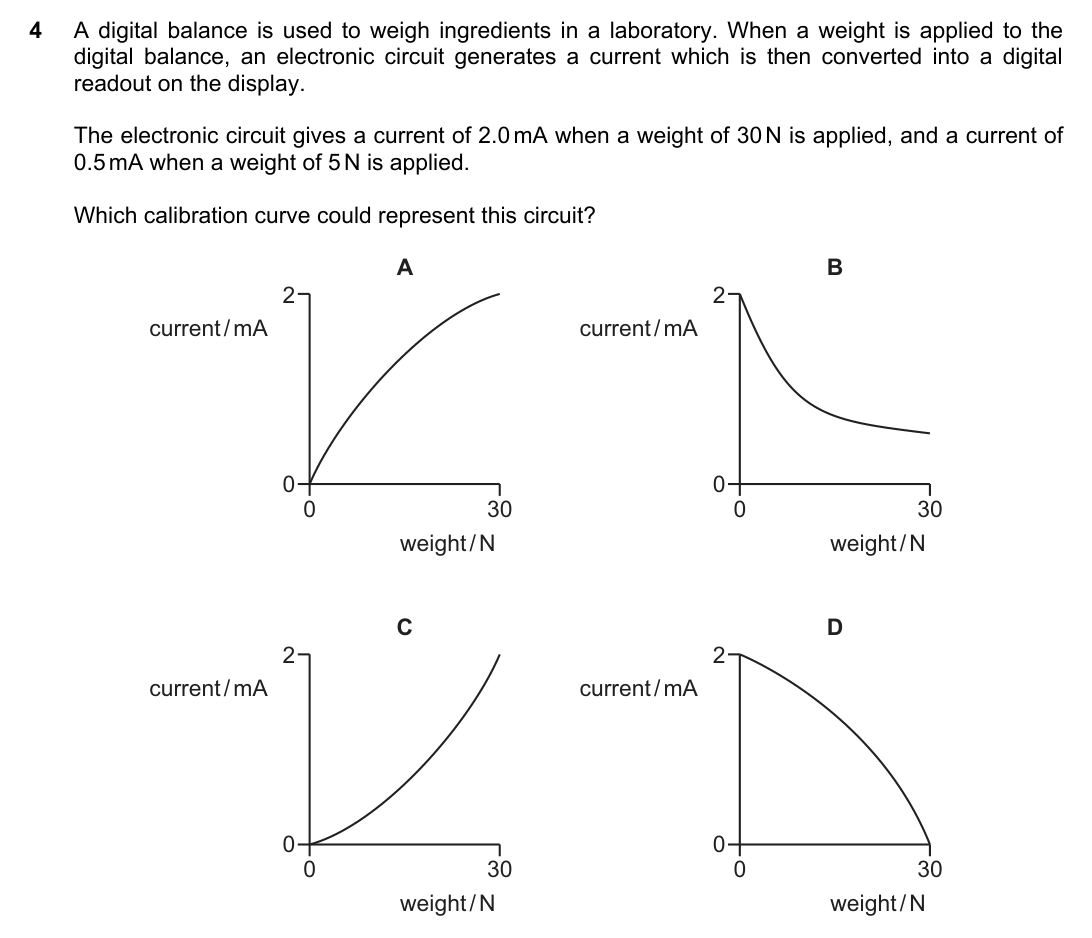 4 A digital balance is used to weigh ingredients in a laboratory. When a weight is applied to the
digital balance, an electronic circuit generates a current which is then converted into a digital
readout on the display.
The electronic circuit gives a current of 2.0 mA when a weight of 30 N is applied, and a current of
0.5 mA when a weight of 5 N is applied.
Which calibration curve could represent this circuit?
A
2
current / mA
0
0 30
weight / N
B
2
current / mA
0
0 30
weight / N
C
2
current / mA
0
0 30
weight / N
D
2
current / mA
0
0 30
weight / N